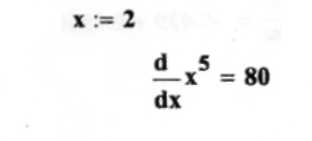 x := 2
d/dx x^5 = 80